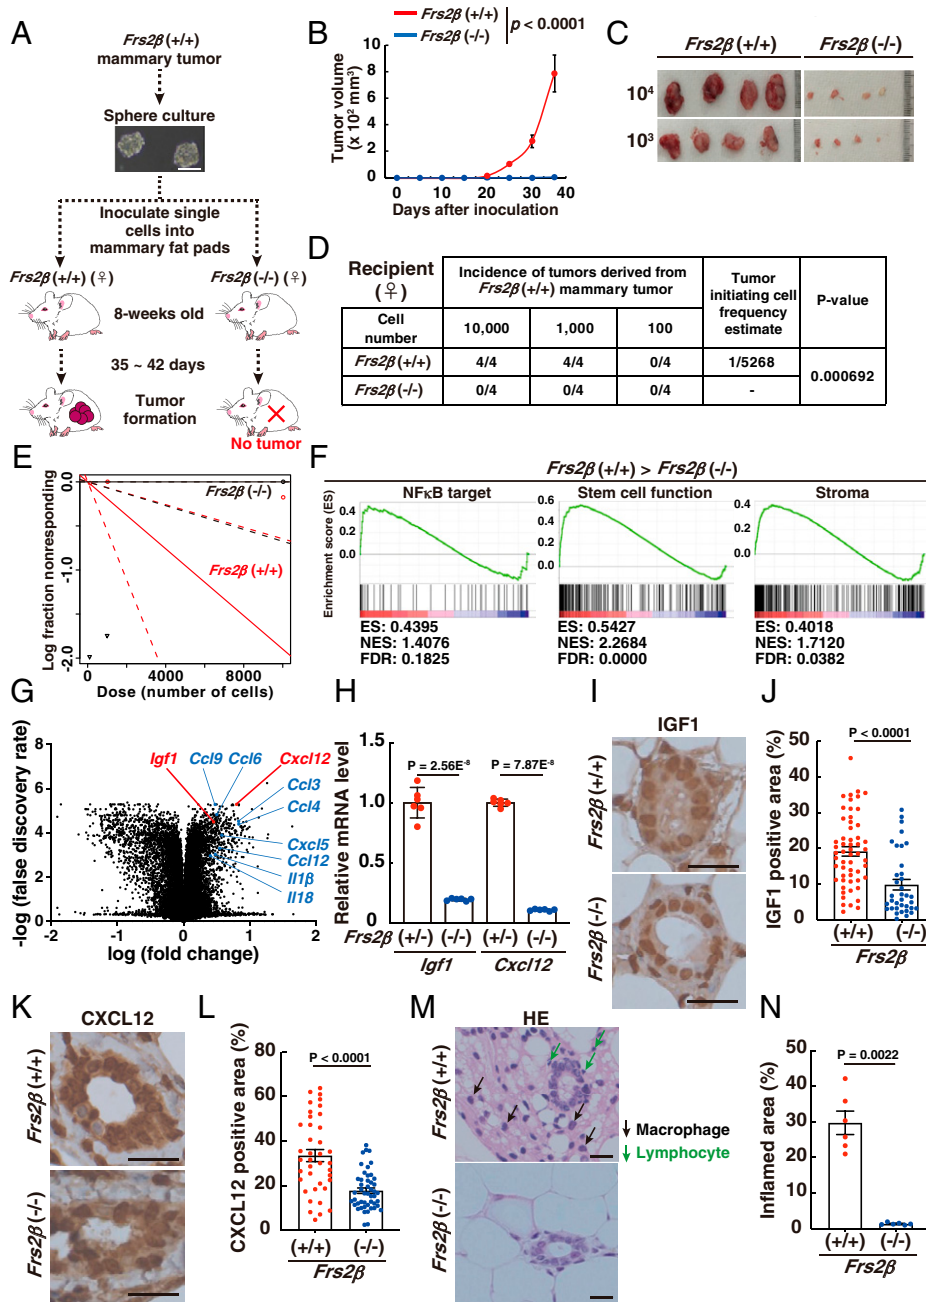 A
Frs2β (+/+)
mammary tumor
Sphere culture
Inoculate single
cells into
mammary fat pads
Frs2β (+/+) (♀)
Frs2β (-/-) (♀)
8-weeks old
35 ~ 42 days
Tumor
formation
No tumor
B
Frs2β (+/+)
Frs2β (-/-)
p < 0.0001
Tumor volume
(x 10² mm³)
10
8
6
4
2
0
0 10 20 30 40
Days after inoculation
C
Frs2β (+/+) Frs2β (-/-)
10⁴
10³
D
Recipient
(♀)
Incidence of tumors derived from
Frs2β (+/+) mammary tumor
Tumor
initiating cell
frequency
estimate
P-value
Cell
number
10,000 1,000 100
Frs2β (+/+) 4/4 4/4 0/4 1/5268
0.000692
Frs2β (-/-) 0/4 0/4 0/4 -
E
Log fraction nonresponding
0.0
-1.0
-2.0
Frs2β (-/-)
Frs2β (+/+)
0 4000 8000
Dose (number of cells)
F
Frs2β (+/+) > Frs2β (-/-)
NFκB target Stem cell function Stroma
Enrichment score (ES)
0.4
0.2
0.0
0.6
0.4
0.2
0.0
0.4
0.2
0.0
ES: 0.4395
NES: 1.4076
FDR: 0.1825
ES: 0.5427
NES: 2.2684
FDR: 0.0000
ES: 0.4018
NES: 1.7120
FDR: 0.0382
G
-log (false discovery rate)
8
6
4
2
0
Igf1
Ccl9
Ccl6
Cxcl12
Ccl3
Ccl4
Cxcl5
Ccl12
Il1β
Il18
-2 -1 0 1 2
log (fold change)
H
Relative mRNA level
1.5
1.0
0.5
0
P = 2.56E⁻⁸
P = 7.87E⁻⁸
Frs2β (+/-) (-/-) (+/-) (-/-)
Igf1 Cxcl12
I
IGF1
Frs2β (+/+)
Frs2β (-/-)
J
IGF1 positive area (%)
50
40
30
20
10
0
P < 0.0001
(+/+) (-/-)
Frs2β
K
CXCL12
Frs2β (+/+)
Frs2β (-/-)
L
CXCL12 positive area (%)
80
60
40
20
0
P < 0.0001
(+/+) (-/-)
Frs2β
M
HE
Frs2β (+/+)
Frs2β (-/-)
Macrophage
Lymphocyte
N
Inflamed area (%)
50
40
30
20
10
0
P = 0.0022
(+/+) (-/-)
Frs2β